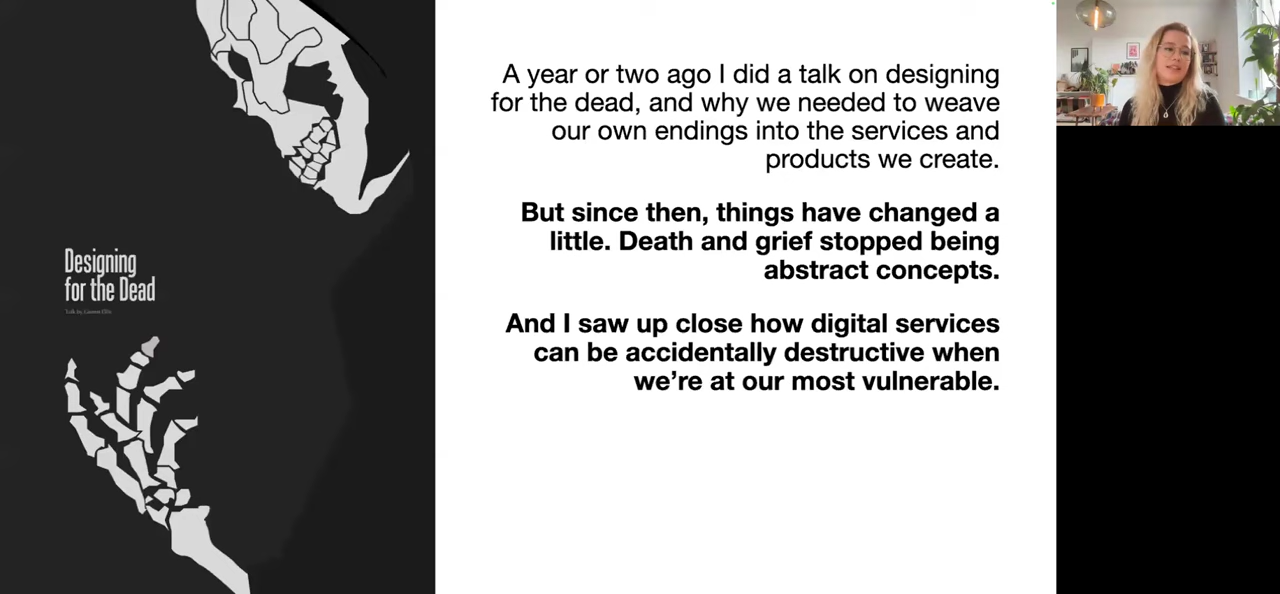 Designing
for the Dead
A year or two ago I did a talk on designing
for the dead, and why we needed to weave
our own endings into the services and
products we create.
But since then, things have changed a
little. Death and grief stopped being
abstract concepts.
And I saw up close how digital services
can be accidentally destructive when
we’re at our most vulnerable.